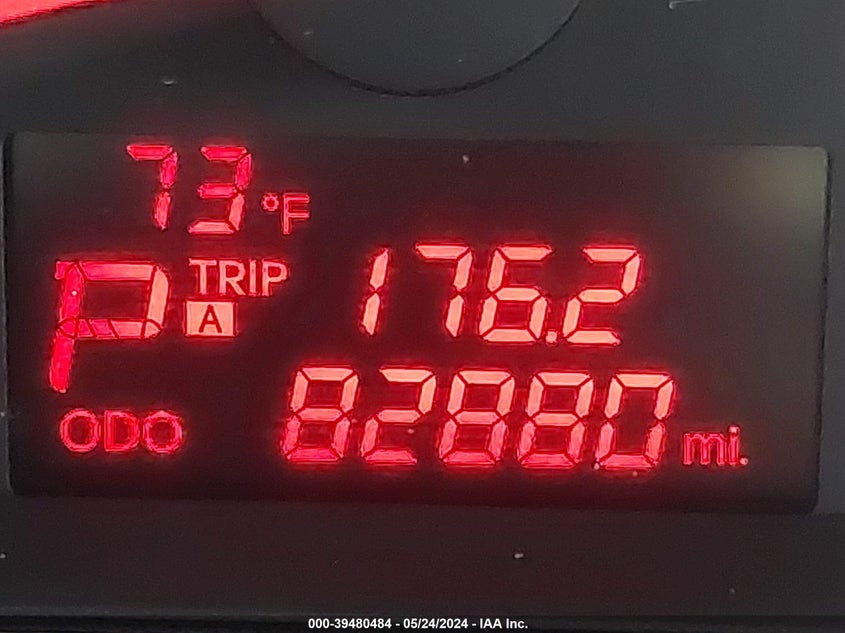 73 °F
P TRIP A 176.2
ODO 82880 mi.
000-39480484 - 05/24/2024 - IAA Inc.